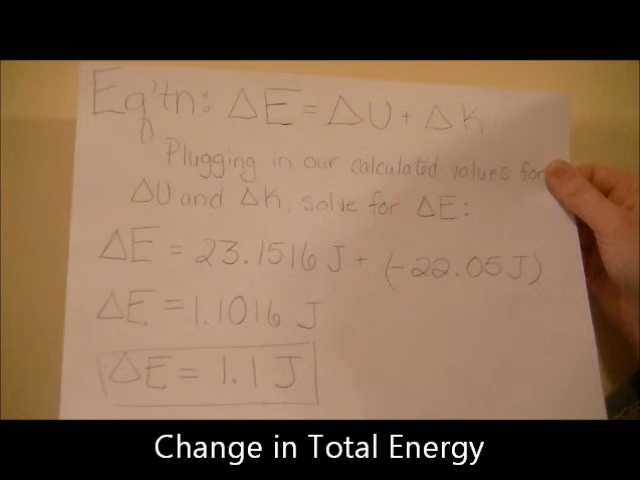 Eq'tn: ΔE = ΔU + ΔK
Plugging in our calculated values for
ΔU and ΔK, solve for ΔE:
ΔE = 23.1516 J + (-22.05 J)
ΔE = 1.1016 J
ΔE = 1.1 J
Change in Total Energy